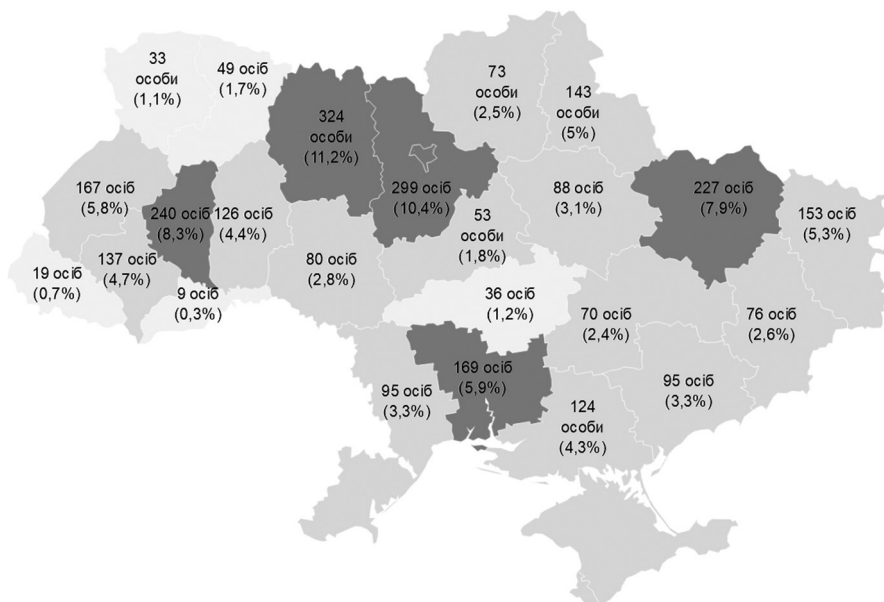 33
особи
(1,1%)
49 осіб
(1,7%)
324
особи
(11,2%)
73
особи
(2,5%)
143
особи
(5%)
167 осіб
(5,8%)
240 осіб
(8,3%)
126 осіб
(4,4%)
299 осіб
(10,4%)
88 осіб
(3,1%)
227 осіб
(7,9%)
153 осіб
(5,3%)
19 осіб
(0,7%)
137 осіб
(4,7%)
9 осіб
(0,3%)
80 осіб
(2,8%)
53
особи
(1,8%)
36 осіб
(1,2%)
70 осіб
(2,4%)
76 осіб
(2,6%)
95 осіб
(3,3%)
169 осіб
(5,9%)
124
особи
(4,3%)
95 осіб
(3,3%)